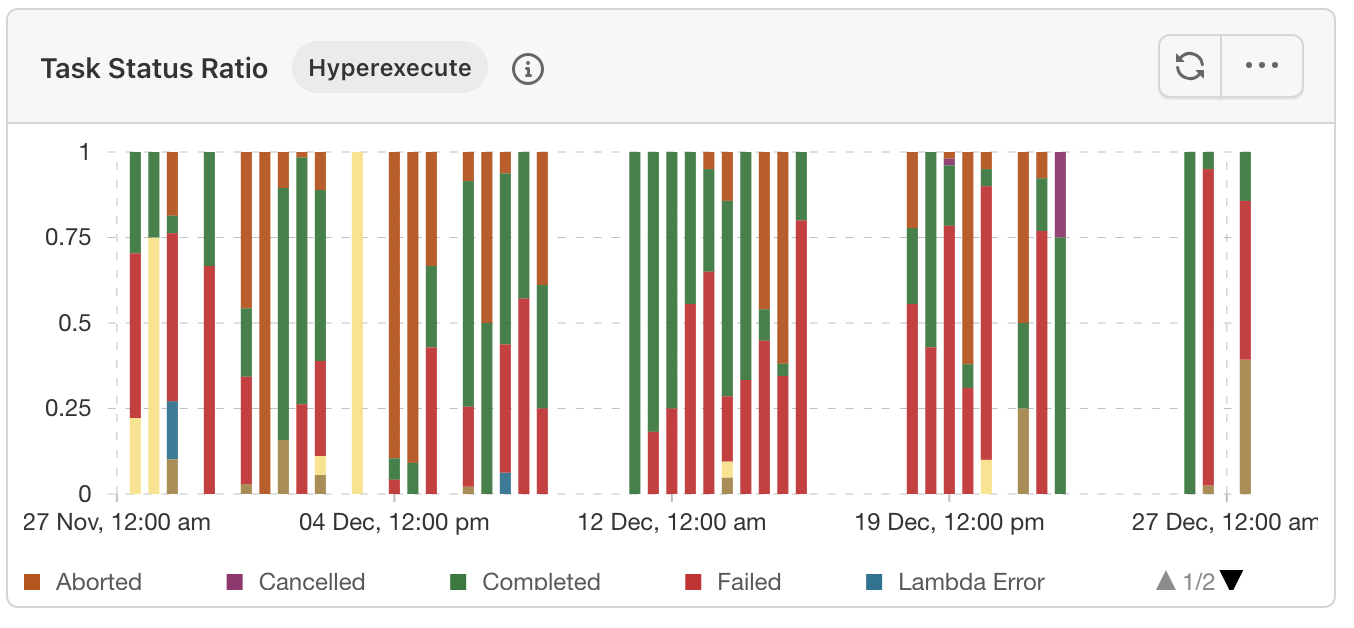 Task Status Ratio Hyperexecute
1
0.75
0.5
0.25
0
27 Nov, 12:00 am 04 Dec, 12:00 pm 12 Dec, 12:00 am 19 Dec, 12:00 pm 27 Dec, 12:00 am
Aborted Cancelled Completed Failed Lambda Error 1/2